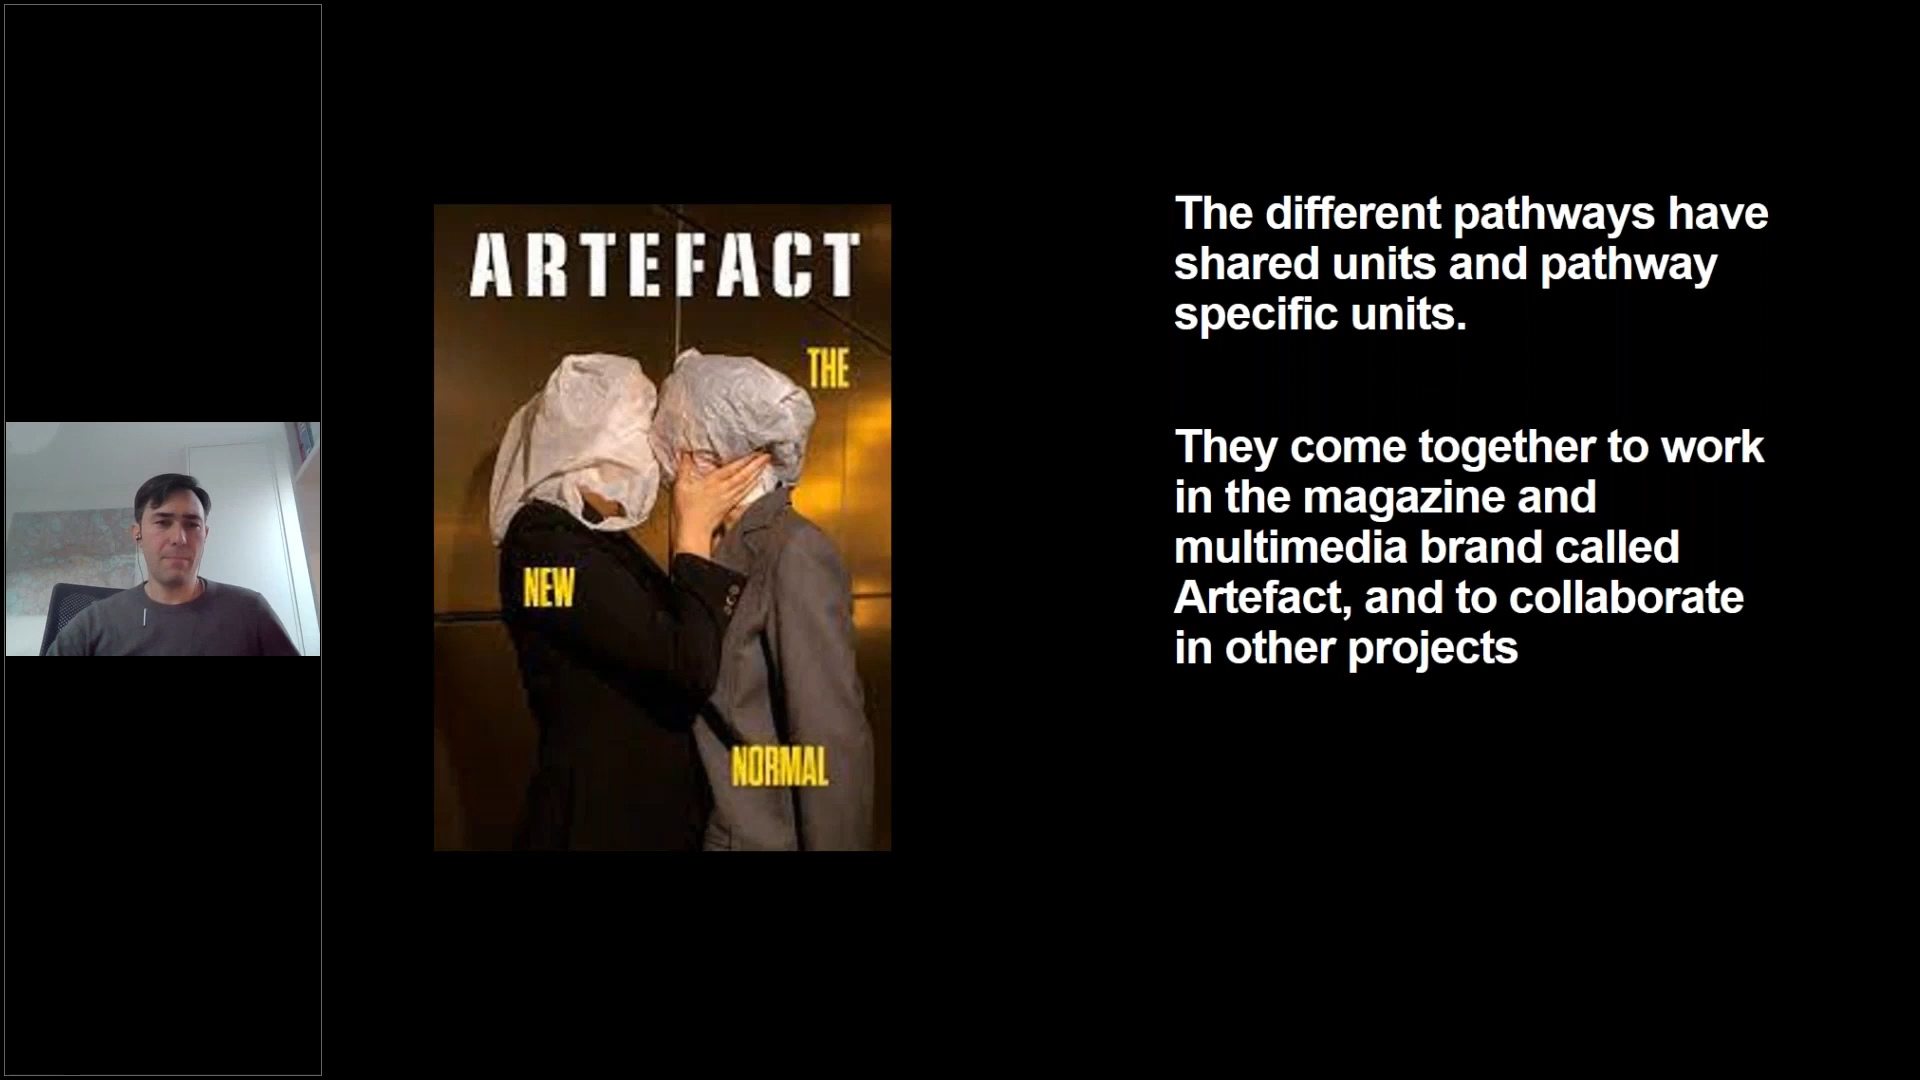 ARTEFACT
THE
NEW
NORMAL
The different pathways have
shared units and pathway
specific units.
They come together to work
in the magazine and
multimedia brand called
Artefact, and to collaborate
in other projects